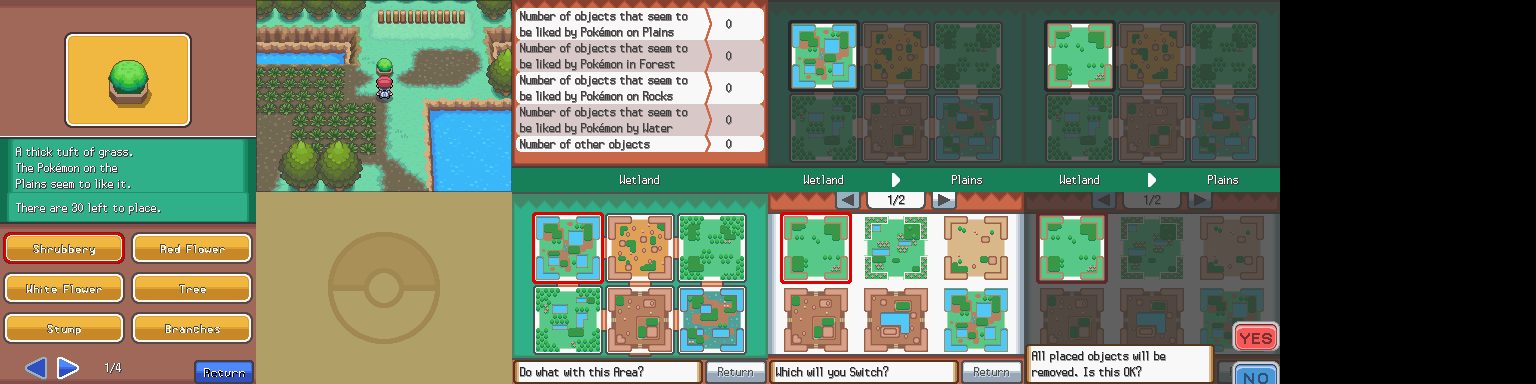 A thick tuft of grass.
The Pokémon on the
Plains seem to like it.
There are 30 left to place.
Shrubbery
Red Flower
White Flower
Tree
Stump
Branches
1/4
Return
Number of objects that seem to
be liked by Pokémon on Plains
0
Number of objects that seem to
be liked by Pokémon in Forest
0
Number of objects that seem to
be liked by Pokémon on Rocks
0
Number of objects that seem to
be liked by Pokémon by Water
0
Number of other objects
0
Wetland
Do what with this Area?
Return
Wetland
Plains
1/2
Which will you Switch?
Return
Wetland
Plains
1/2
YES
All placed objects will be
removed. Is this OK?
NO